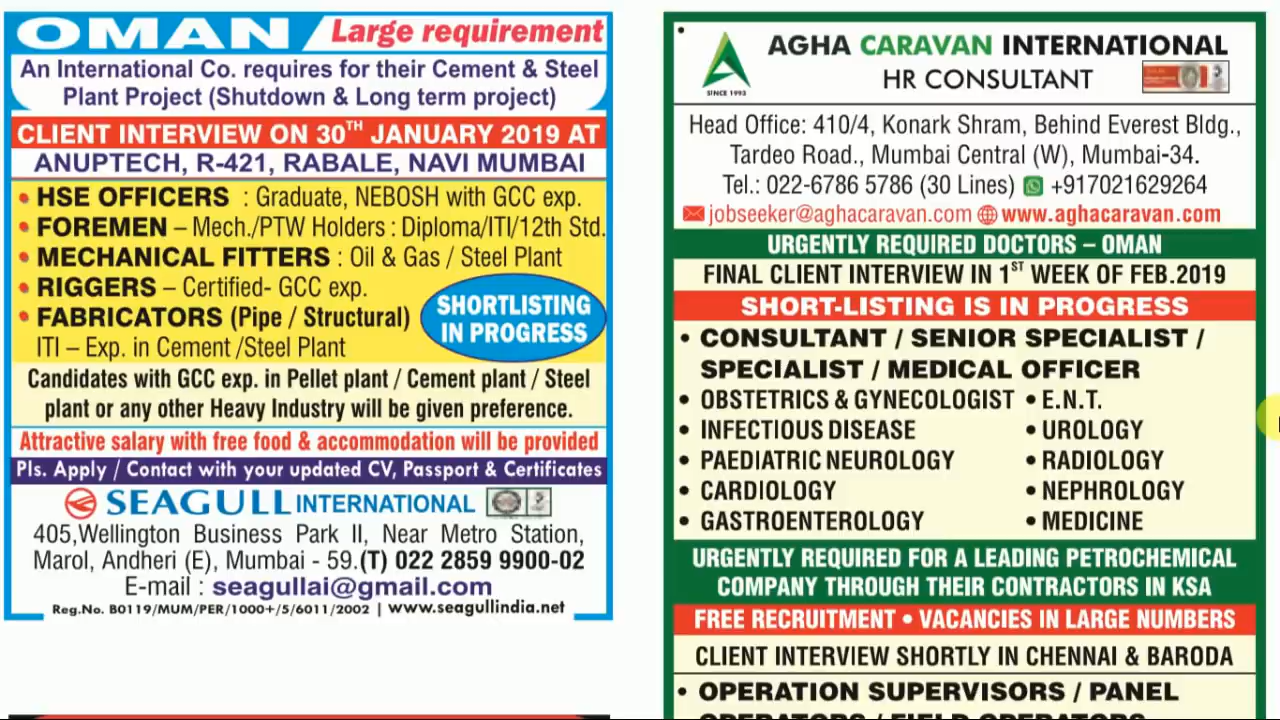 OMAN Large requirement
An International Co. requires for their Cement & Steel
Plant Project (Shutdown & Long term project)
CLIENT INTERVIEW ON 30TH JANUARY 2019 AT
ANUPTECH, R-421, RABALE, NAVI MUMBAI
• HSE OFFICERS : Graduate, NEBOSH with GCC exp.
• FOREMEN – Mech./PTW Holders : Diploma/ITI/12th Std.
• MECHANICAL FITTERS : Oil & Gas / Steel Plant
• RIGGERS – Certified- GCC exp.
• FABRICATORS (Pipe / Structural)
ITI – Exp. in Cement /Steel Plant
SHORTLISTING
IN PROGRESS
Candidates with GCC exp. in Pellet plant / Cement plant / Steel
plant or any other Heavy Industry will be given preference.
Attractive salary with free food & accommodation will be provided
Pls. Apply / Contact with your updated CV, Passport & Certificates
SEAGULL INTERNATIONAL
405,Wellington Business Park II, Near Metro Station,
Marol, Andheri (E), Mumbai - 59.(T) 022 2859 9900-02
E-mail : seagullai@gmail.com
Reg.No. B0119/MUM/PER/1000+/5/6011/2002 | www.seagullindia.net
SINCE 1993
AGHA CARAVAN INTERNATIONAL
HR CONSULTANT
Head Office: 410/4, Konark Shram, Behind Everest Bldg.,
Tardeo Road., Mumbai Central (W), Mumbai-34.
Tel.: 022-6786 5786 (30 Lines) +917021629264
jobseeker@aghacaravan.com www.aghacaravan.com
URGENTLY REQUIRED DOCTORS – OMAN
FINAL CLIENT INTERVIEW IN 1ST WEEK OF FEB.2019
SHORT-LISTING IS IN PROGRESS
• CONSULTANT / SENIOR SPECIALIST /
SPECIALIST / MEDICAL OFFICER
• OBSTETRICS & GYNECOLOGIST • E.N.T.
• INFECTIOUS DISEASE • UROLOGY
• PAEDIATRIC NEUROLOGY • RADIOLOGY
• CARDIOLOGY • NEPHROLOGY
• GASTROENTEROLOGY • MEDICINE
URGENTLY REQUIRED FOR A LEADING PETROCHEMICAL
COMPANY THROUGH THEIR CONTRACTORS IN KSA
FREE RECRUITMENT • VACANCIES IN LARGE NUMBERS
CLIENT INTERVIEW SHORTLY IN CHENNAI & BARODA
• OPERATION SUPERVISORS / PANEL
OPERATORS / FIELD OPERATORS